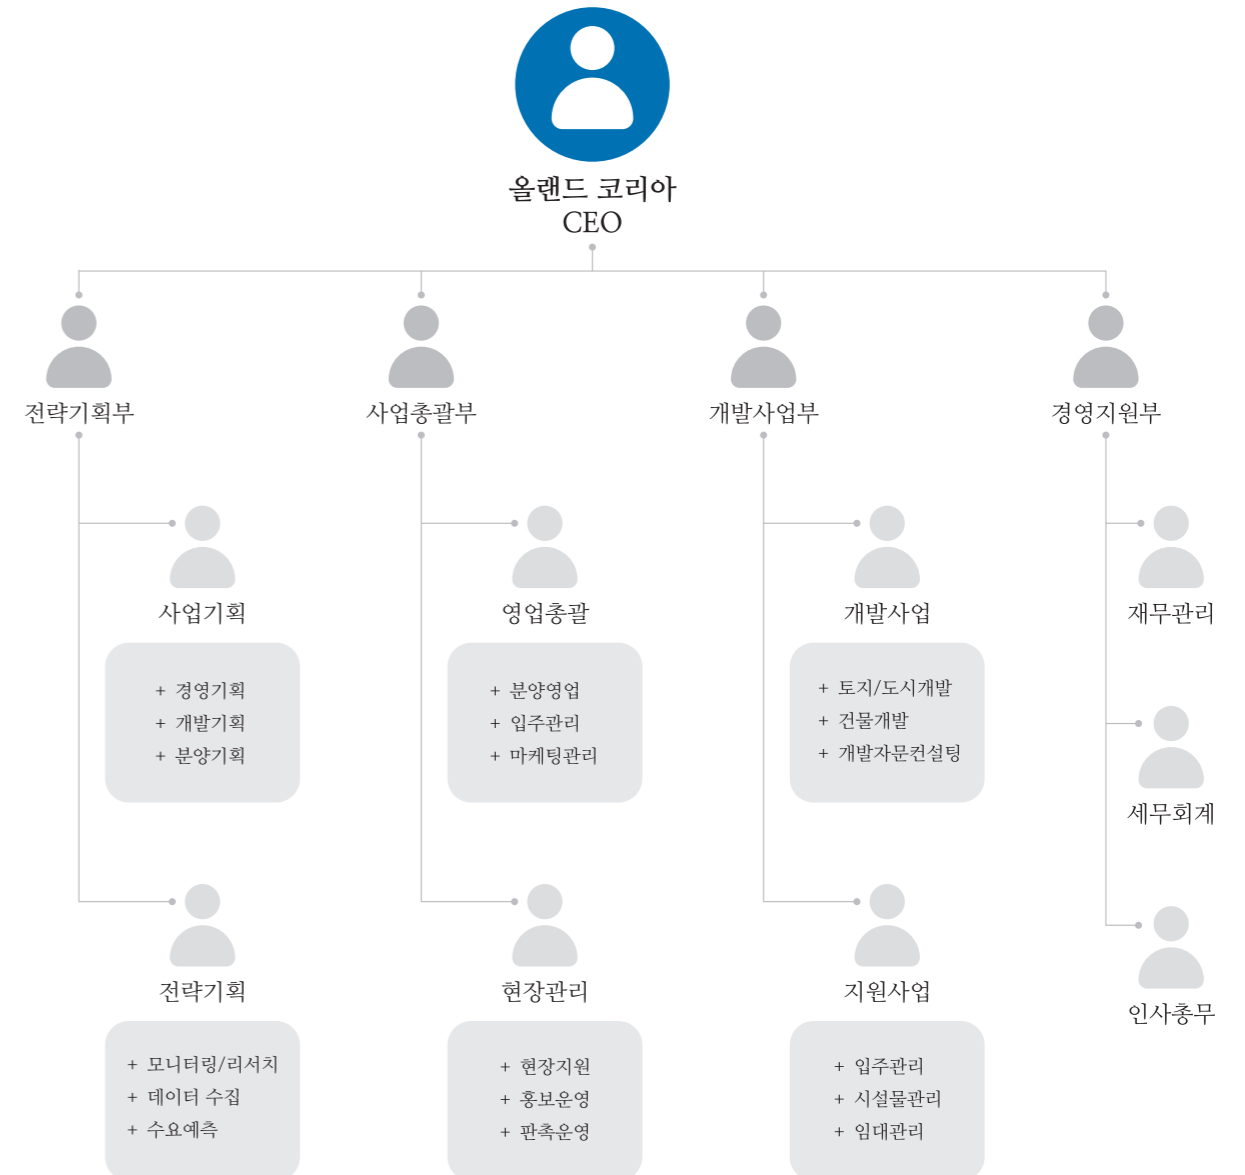 올랜드 코리아
CEO
전략기획부
사업총괄부
개발사업부
경영지원부
사업기획
+ 경영기획
+ 개발기획
+ 분양기획
전략기획
+ 모니터링/리서치
+ 데이터 수집
+ 수요예측
영업총괄
+ 분양영업
+ 입주관리
+ 마케팅관리
현장관리
+ 현장지원
+ 홍보운영
+ 판촉운영
개발사업
+ 토지/도시개발
+ 건물개발
+ 개발자문컨설팅
지원사업
+ 입주관리
+ 시설물관리
+ 임대관리
재무관리
세무회계
인사총무